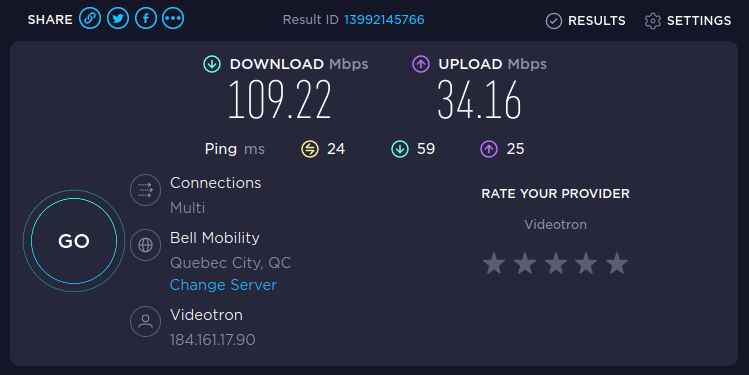 SHARE
Result ID 13992145766
RESULTS
SETTINGS
DOWNLOAD Mbps
109.22
UPLOAD Mbps
34.16
Ping ms 24 59 25
Connections
Multi
Bell Mobility
Quebec City, QC
Change Server
Videotron
184.161.17.90
GO
RATE YOUR PROVIDER
Videotron